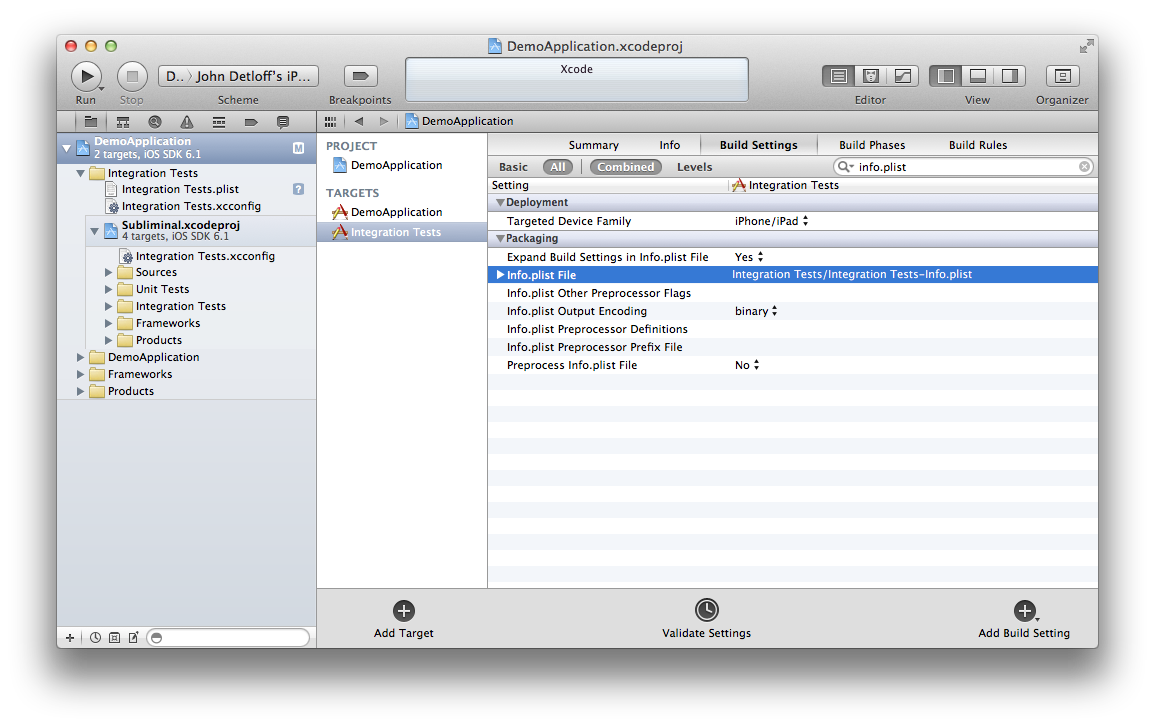 DemoApplication.xcodeproj
D.. 〉 John Detloff's iP...
Xcode
Run Stop Scheme Breakpoints Editor View Organizer
DemoApplication
DemoApplication
2 targets, iOS SDK 6.1
M
Integration Tests
Integration Tests.plist
?
Integration Tests.xcconfig
Subliminal.xcodeproj
4 targets, iOS SDK 6.1
Integration Tests.xcconfig
Sources
Unit Tests
Integration Tests
Frameworks
Products
DemoApplication
Frameworks
Products
PROJECT
DemoApplication
TARGETS
DemoApplication
Integration Tests
Summary Info Build Settings Build Phases Build Rules
Basic All Combined Levels info.plist
Setting Integration Tests
Deployment
Targeted Device Family iPhone/iPad
Packaging
Expand Build Settings in Info.plist File Yes
Info.plist File Integration Tests/Integration Tests-Info.plist
Info.plist Other Preprocessor Flags
Info.plist Output Encoding binary
Info.plist Preprocessor Definitions
Info.plist Preprocessor Prefix File
Preprocess Info.plist File No
Add Target Validate Settings Add Build Setting